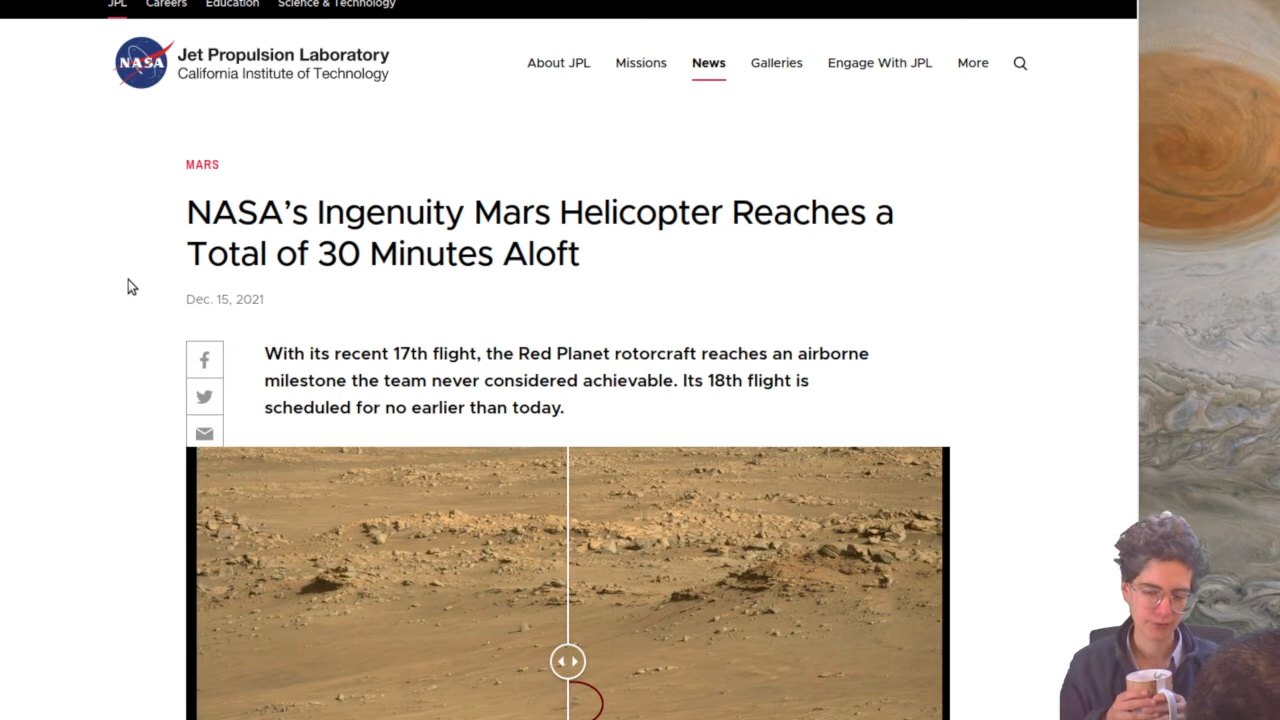 JPL Careers Education Science & Technology
NASA
Jet Propulsion Laboratory
California Institute of Technology
About JPL Missions News Galleries Engage With JPL More
MARS
NASA’s Ingenuity Mars Helicopter Reaches a
Total of 30 Minutes Aloft
Dec. 15, 2021
With its recent 17th flight, the Red Planet rotorcraft reaches an airborne
milestone the team never considered achievable. Its 18th flight is
scheduled for no earlier than today.